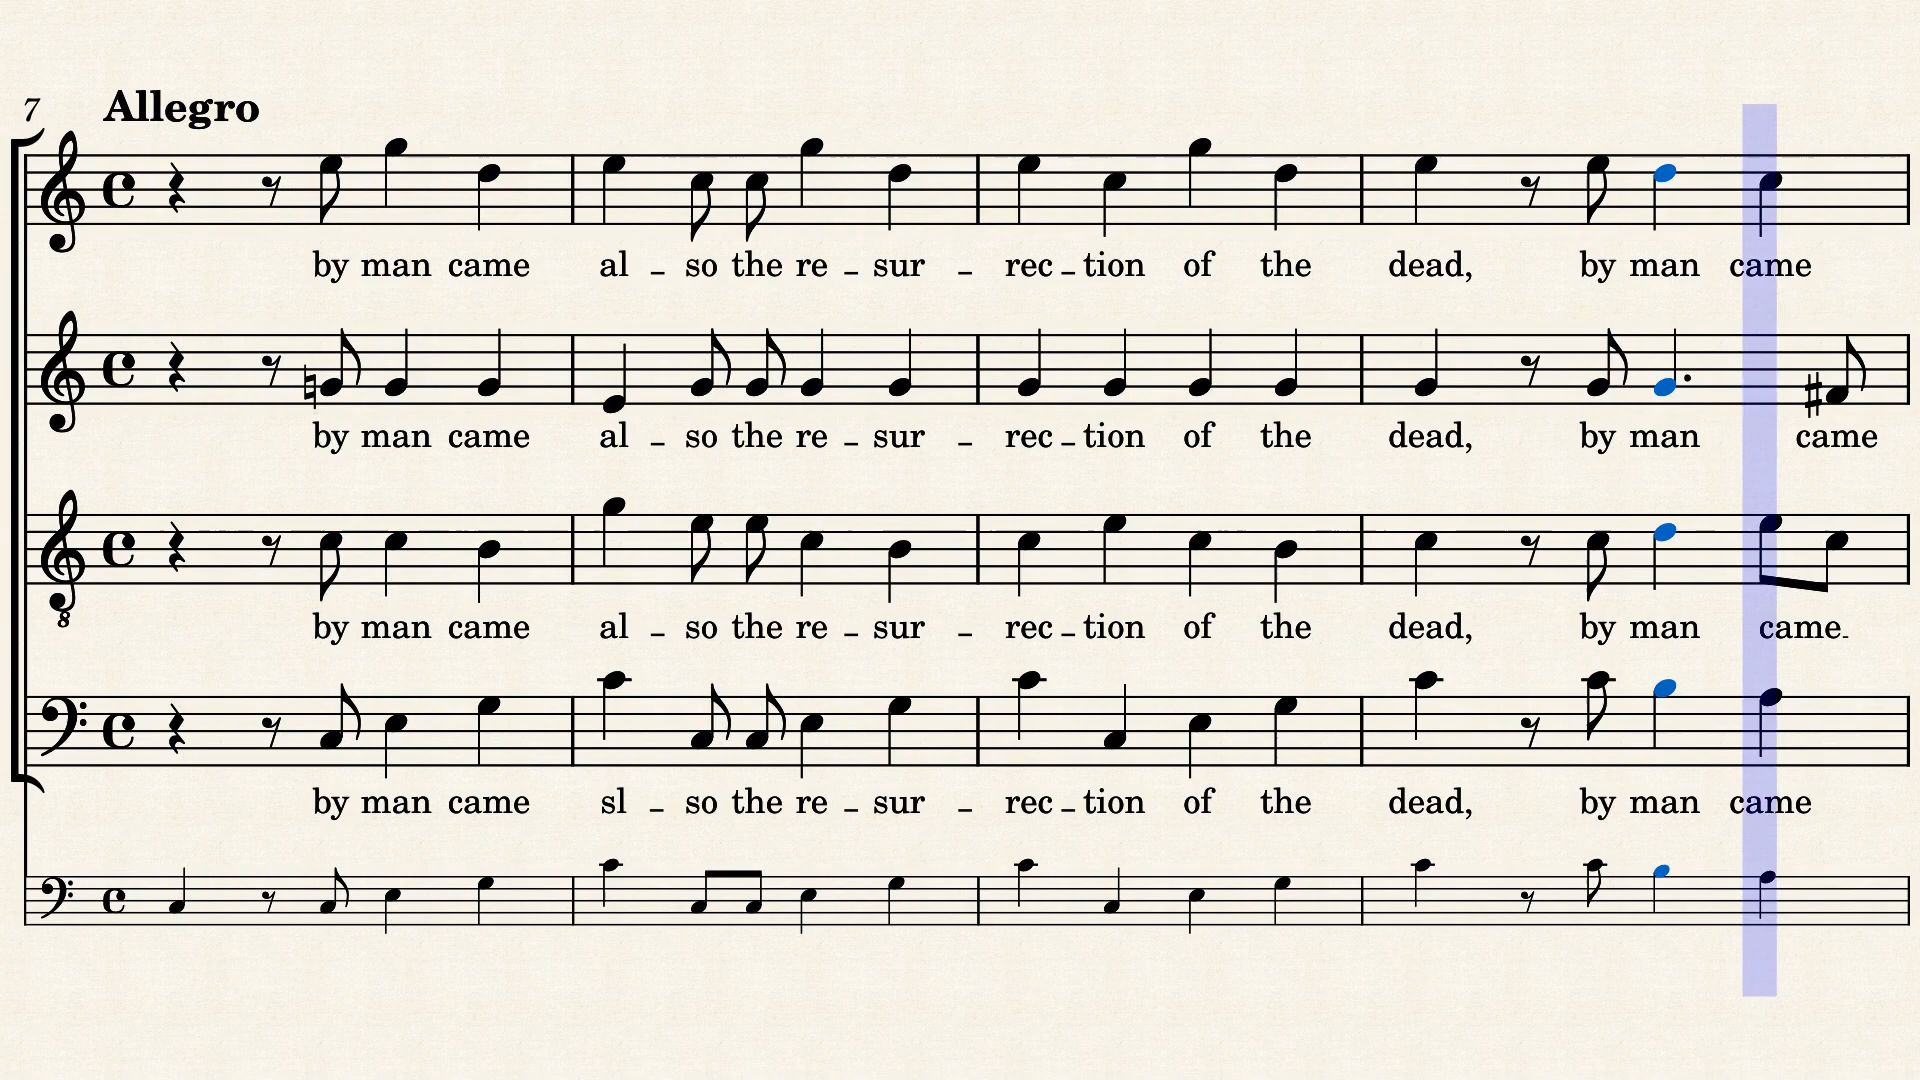 7 Allegro
by man came al - so the re - sur - rec - tion of the dead, by man came
by man came al - so the re - sur - rec - tion of the dead, by man came
8
by man came al - so the re - sur - rec - tion of the dead, by man came
by man came sl - so the re - sur - rec - tion of the dead, by man came